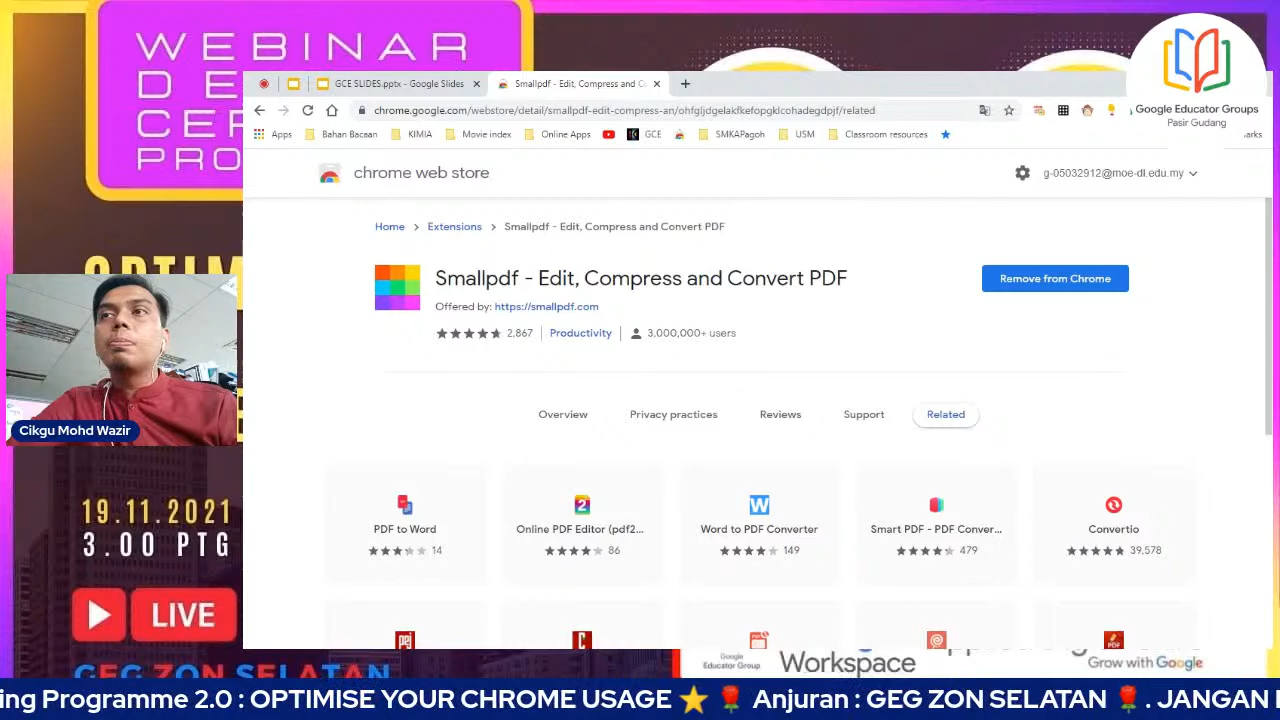 WEBINAR
GCE SLIDES.pptx - Google Slides
Smallpdf - Edit, Compress and C
chrome.google.com/webstore/detail/smallpdf-edit-compress-an/ohfgljdgelakfkefopgklcohadegdpjf/related
Google Educator Groups
Pasir Gudang
Apps
Bahan Bacaan
KIMIA
Movie index
Online Apps
GCE
SMKAPagoh
USM
Classroom resources
arks
chrome web store
g-05032912@moe-dl.edu.my
Home > Extensions > Smallpdf - Edit, Compress and Convert PDF
Smallpdf - Edit, Compress and Convert PDF
Remove from Chrome
Offered by: https://smallpdf.com
2,867
Productivity
3,000,000+ users
Overview
Privacy practices
Reviews
Support
Related
Cikgu Mohd Wazir
PDF to Word
14
Online PDF Editor (pdf2...
86
Word to PDF Converter
149
Smart PDF - PDF Conver...
479
Convertio
39,578
19.11.2021
3.00 PTG
LIVE
GEG ZON SELATAN
Google
Educator Group
Workspace
Grow with Google
ing Programme 2.0 : OPTIMISE YOUR CHROME USAGE ⭐ 🌹 Anjuran : GEG ZON SELATAN 🌹. JANGAN